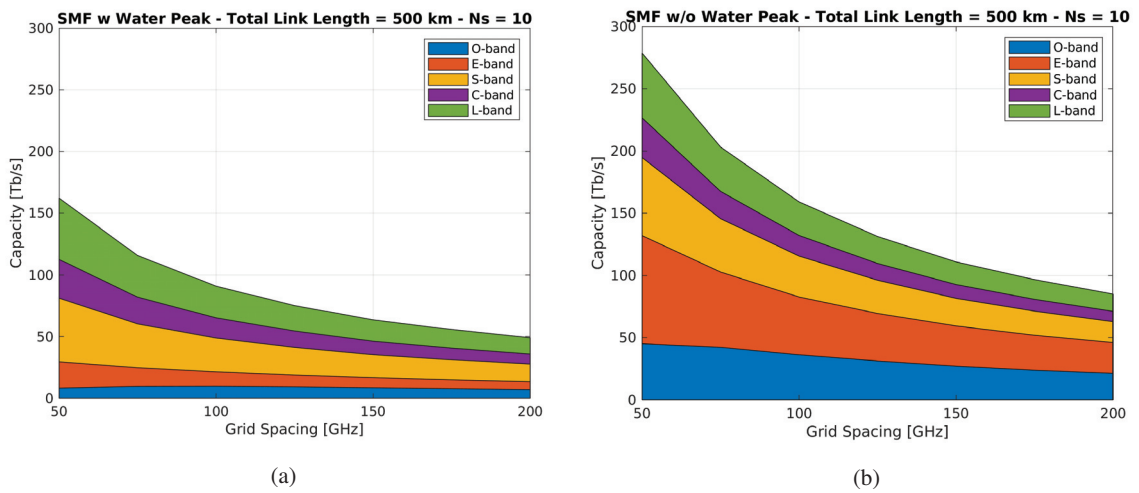 SMF w Water Peak - Total Link Length = 500 km - Ns = 10
300
250
200
150
100
50
0
Capacity [Tb/s]
O-band
E-band
S-band
C-band
L-band
50 100 150 200
Grid Spacing [GHz]
(a)
SMF w/o Water Peak - Total Link Length = 500 km - Ns = 10
300
250
200
150
100
50
0
Capacity [Tb/s]
O-band
E-band
S-band
C-band
L-band
50 100 150 200
Grid Spacing [GHz]
(b)